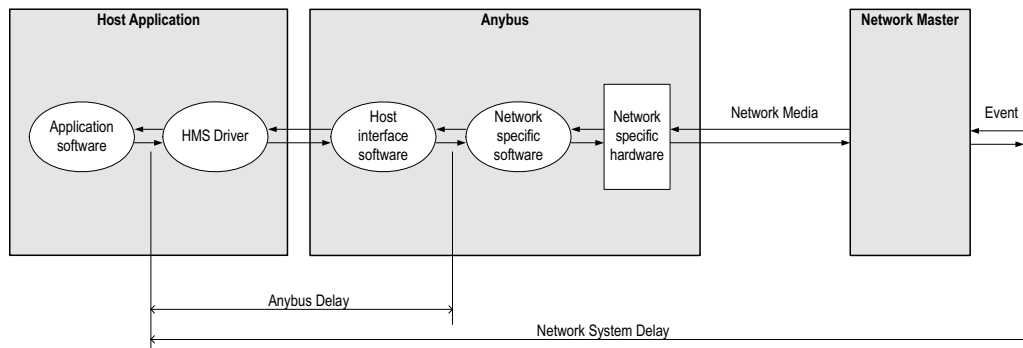 Host Application
Anybus
Network Master
Application
software
HMS Driver
Host
interface
software
Network
specific
software
Network
specific
hardware
Network Media
Event
Anybus Delay
Network System Delay